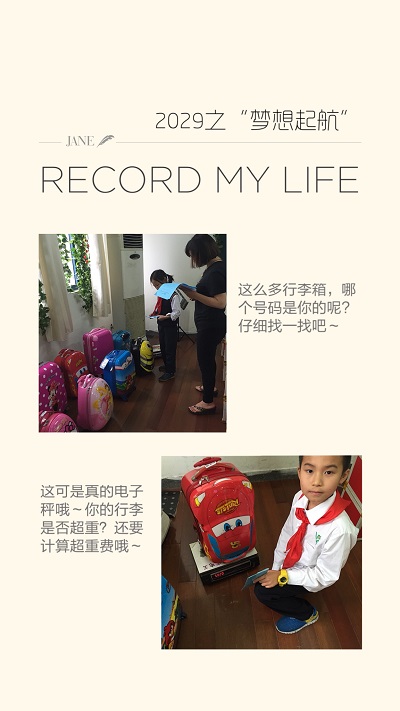 2029之“梦想起航”
JANE
RECORD MY LIFE
这么多行李箱，哪
个号码是你的呢？
仔细找一找吧～
这可是真的电子
秤哦～你的行李
是否超重？还要
计算超重费哦～